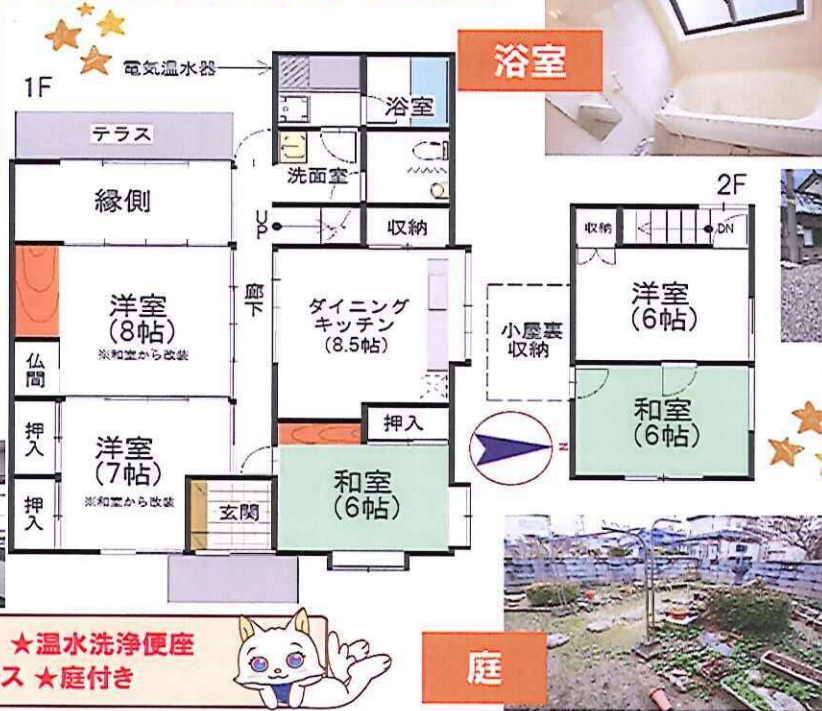 電気温水器
浴室
1F
テラス
浴室
洗面室
縁側
UP
収納
2F
収納
DN
洋室
(8帖)
※和室から改装
廊下
ダイニング
キッチン
(8.5帖)
小屋裏
収納
洋室
(6帖)
仏間
押入
押入
洋室
(7帖)
※和室から改装
玄関
押入
和室
(6帖)
N
和室
(6帖)
★温水洗浄便座
ス ★庭付き
庭